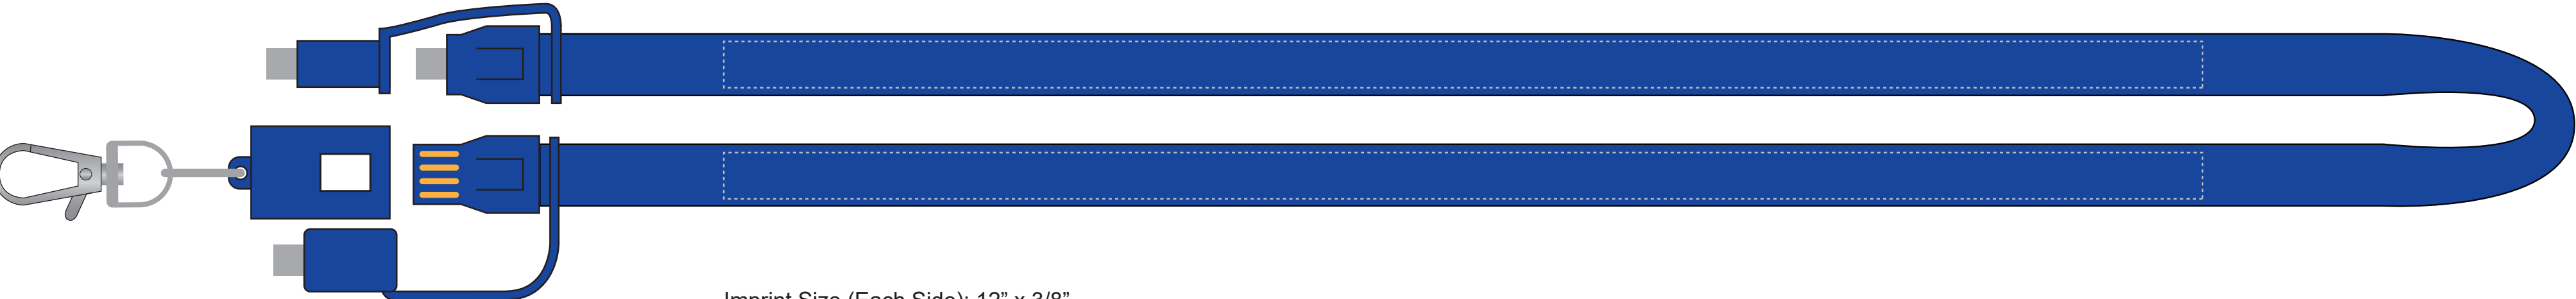 Imprint Size (Each Side): 12” x 3/8”